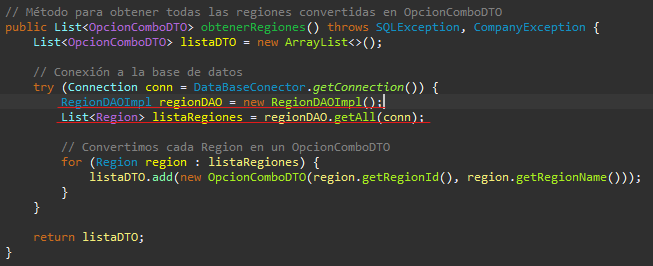 // Método para obtener todas las regiones convertidas en OpcionComboDTO
public List<OpcionComboDTO> obtenerRegiones() throws SQLException, CompanyException {
    List<OpcionComboDTO> listaDTO = new ArrayList<>();
    // Conexión a la base de datos
    try (Connection conn = DataBaseConector.getConnection()) {
        RegionDAOImpl regionDAO = new RegionDAOImpl();
        List<Region> listaRegiones = regionDAO.getAll(conn);
        // Convertimos cada Region en un OpcionComboDTO
        for (Region region : listaRegiones) {
            listaDTO.add(new OpcionComboDTO(region.getRegionId(), region.getRegionName()));
        }
    }
    return listaDTO;
}